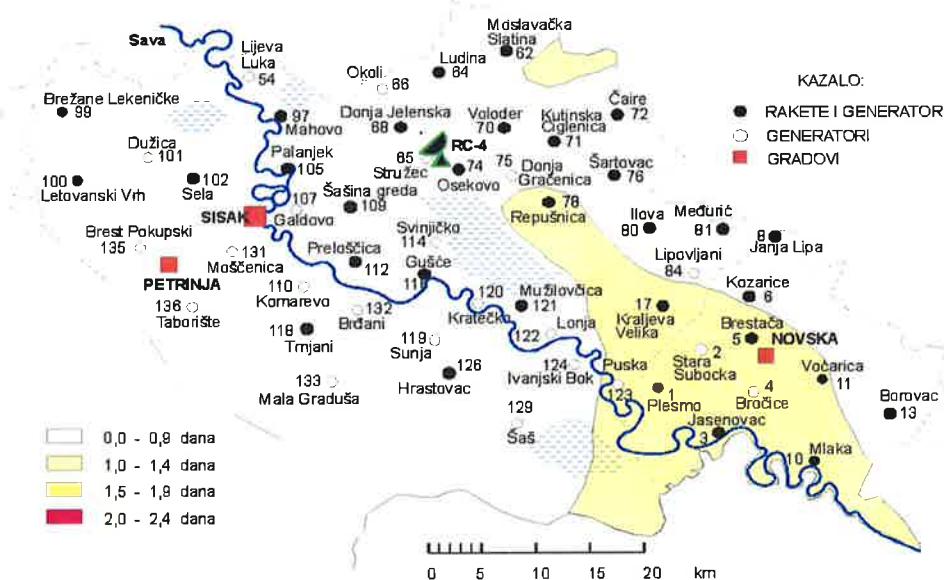 Sava
Lijeva
Luka
54
Brežane Lekeničke
99
97
Mahovo
Dužica
101
100
Letovanski Vrh
102
Sela
Palanjek
105
107
Galdovo
SISAK
Brest Pokupski
135
PETRINJA
136
Taborište
131
Moščenica
Okoli
66
Ludina
64
Moslavačka
Slatina
62
Donja Jelenska
68
Voloder
70
Kutinska
Ciglenica
71
Čaire
72
RC-4
65
Stružec
74
Osekovo
75
Donja
Gračenica
Šartovac
76
78
Repušnica
Šašina
greda
109
Svinjičko
114
Preloščica
112
Gušće
110
Komarevo
132
Brđani
118
Trnjani
133
Mala Graduša
119
Sunja
126
Hrastovac
120
Kratečko
Mužilovčica
121
122
Lonja
124
Ivanjski Bok
129
Šaš
Puska
123
Ilova
80
Međurić
81
8
Janja Lipa
Lipovljani
84
Kozarice
6
17
Kraljeva
Velika
Brestača
5
NOVSKA
2
Stara
Subocka
Voćarica
11
4
Bročice
1
Plesmo
Jasenovac
3
Borovac
13
10
Mlaka
KAZALO:
RAKETE I GENERATOR
GENERATORI
GRADOVI
0,0 - 0,9 dana
1,0 - 1,4 dana
1,5 - 1,9 dana
2,0 - 2,4 dana
0 5 10 15 20 km